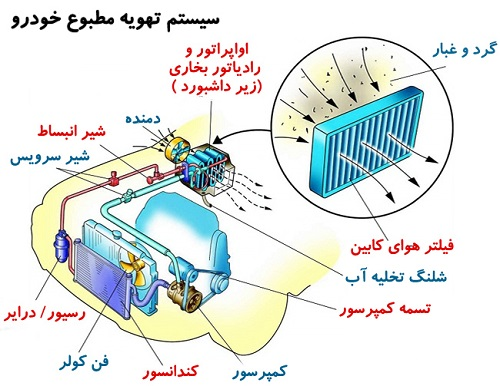 سیستم تهویه مطبوع خودرو
اواپراتور و
رادیاتور بخاری
(زیر داشبورد )
گرد و غبار
دمنده
شیر انبساط
شیر سرویس
فیلتر هوای کابین
شلنگ تخلیه آب
تسمه کمپرسور
رسیور/ درایر
فن کولر
کندانسور
کمپرسور